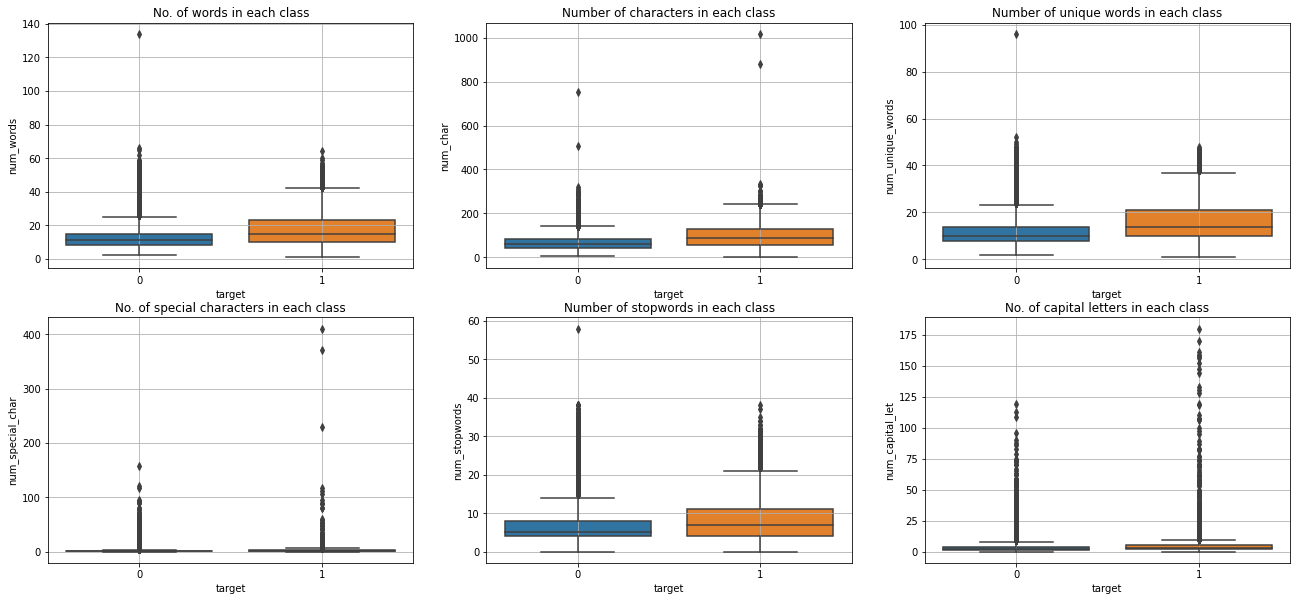 No. of words in each class
140
120
100
80
60
40
20
0
num_words
0 1
target
Number of characters in each class
1000
800
600
400
200
0
num_char
0 1
target
Number of unique words in each class
100
80
60
40
20
0
num_unique_words
0 1
target
No. of special characters in each class
400
300
200
100
0
num_special_char
0 1
target
Number of stopwords in each class
60
50
40
30
20
10
0
num_stopwords
0 1
target
No. of capital letters in each class
175
150
125
100
75
50
25
0
num_capital_let
0 1
target